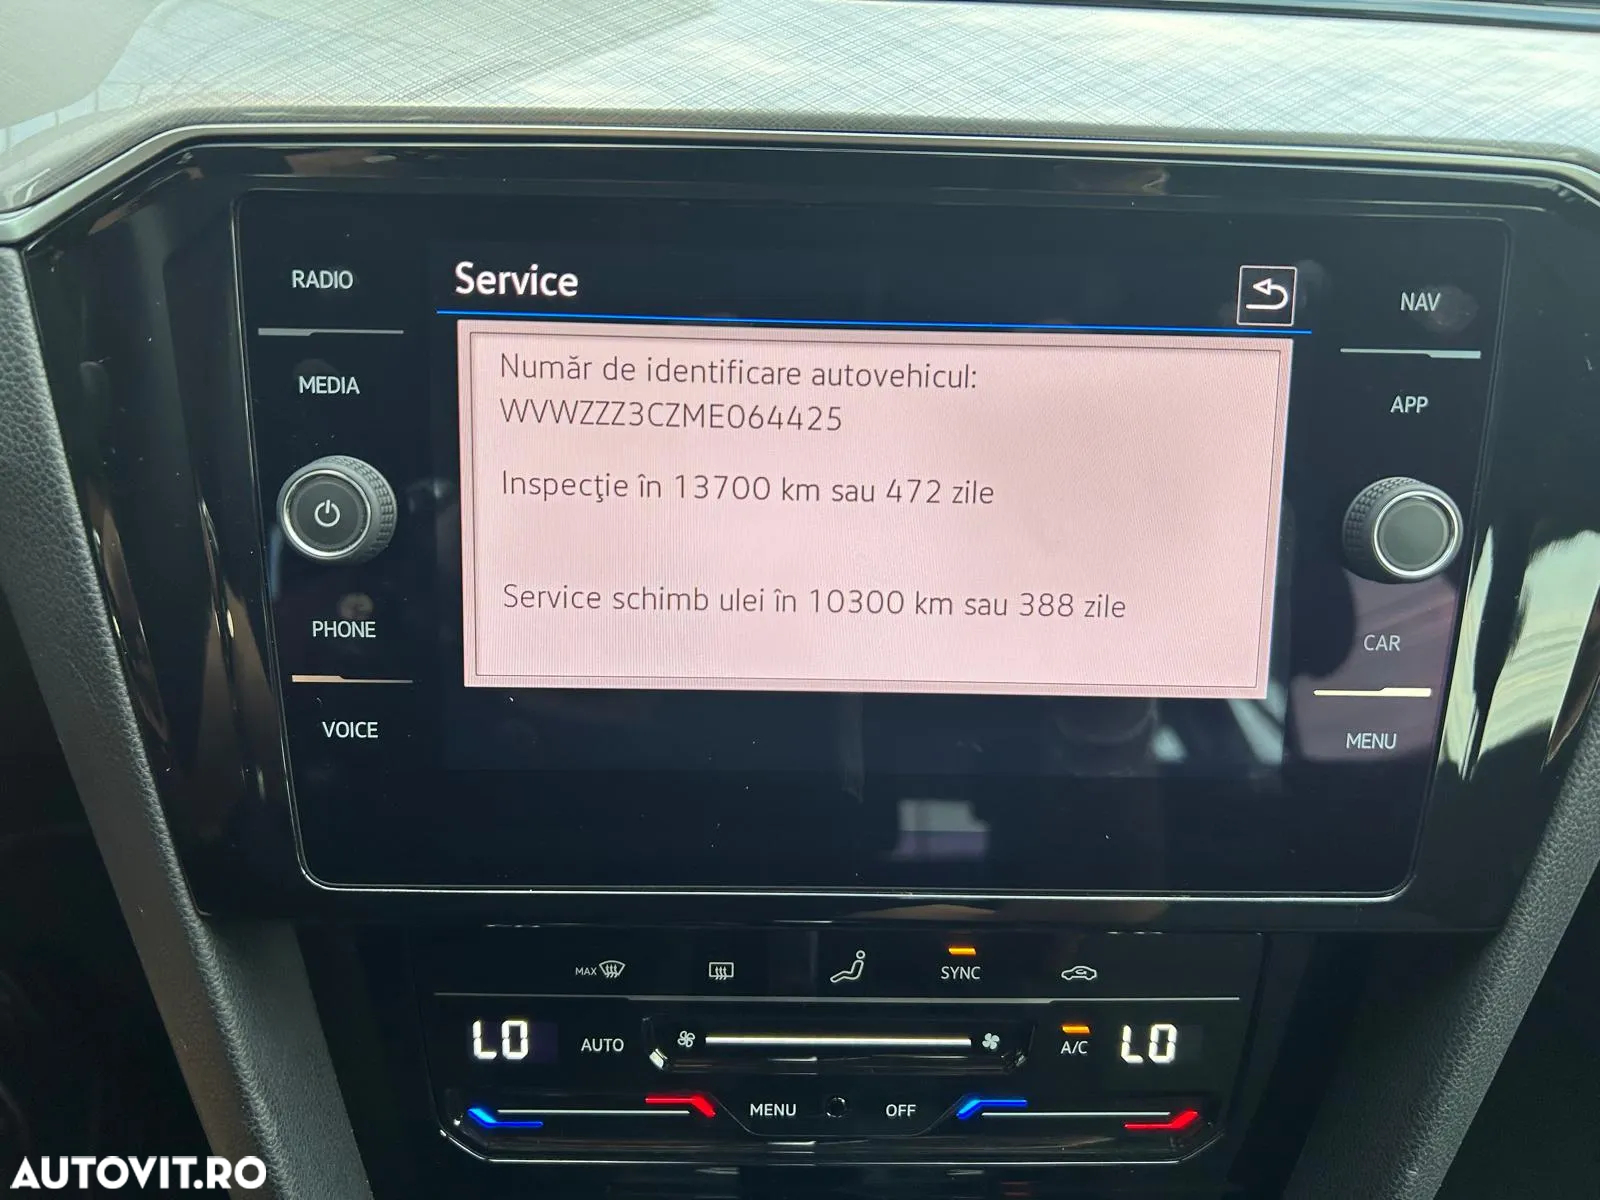 Service
RADIO
NAV
MEDIA
APP
Număr de identificare autovehicul:
WVWZZZ3CZME064425
Inspecţie în 13700 km sau 472 zile
Service schimb ulei în 10300 km sau 388 zile
PHONE
CAR
VOICE
MENU
MAX
SYNC
LO
AUTO
A/C
LO
MENU
OFF
AUTOVIT.RO